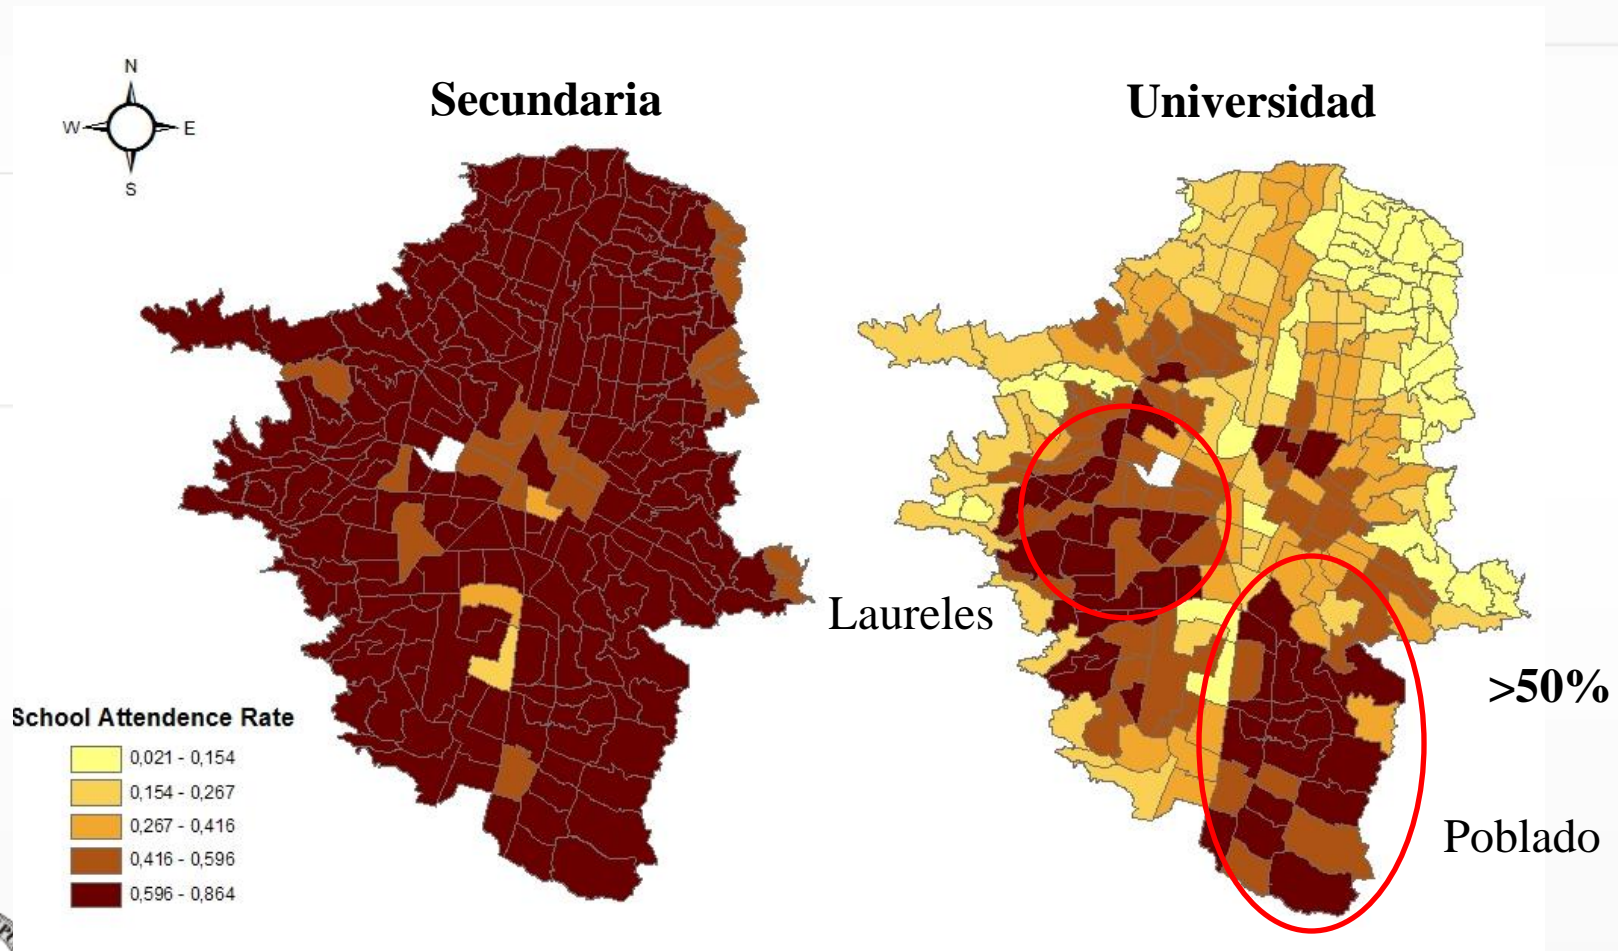 Secundaria
Universidad
N
W
E
S
Laureles
>50%
School Attendence Rate
0,021 - 0,154
0,154 - 0,267
0,267 - 0,416
0,416 - 0,596
0,596 - 0,864
Poblado